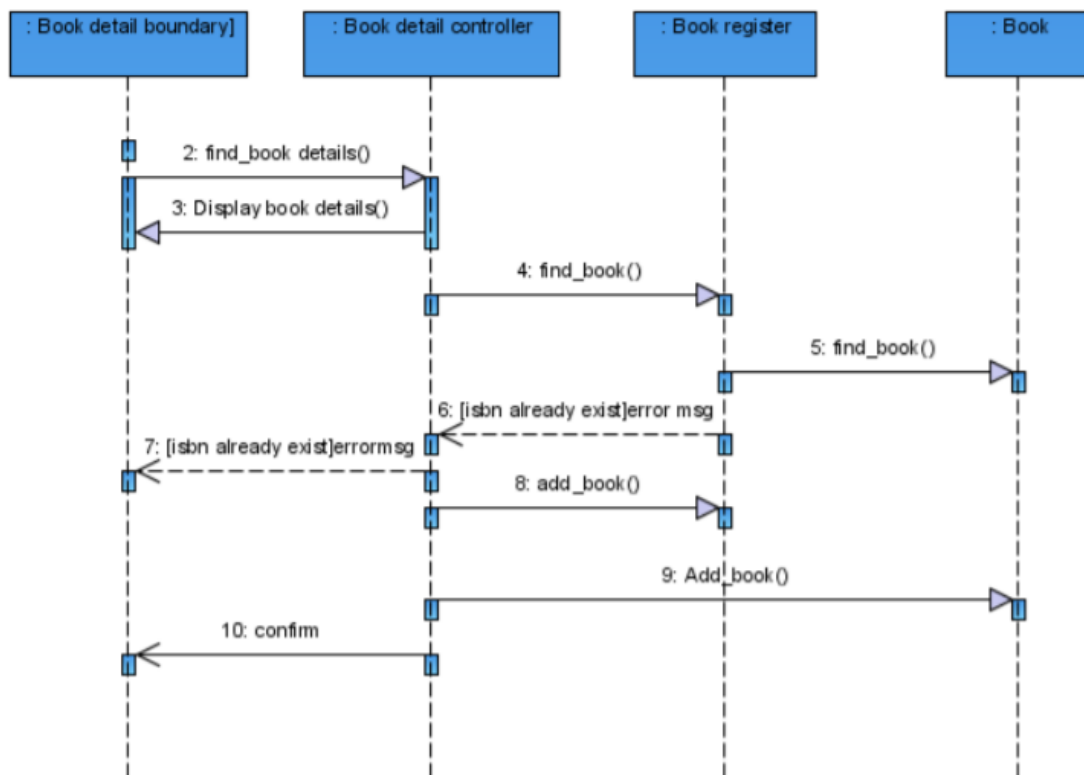 : Book detail boundary]
: Book detail controller
: Book register
: Book
2: find_book details()
3: Display book details()
4: find_book()
5: find_book()
6: [isbn already exist]error msg
7: [isbn already exist]errormsg
8: add_book()
9: Add_book()
10: confirm